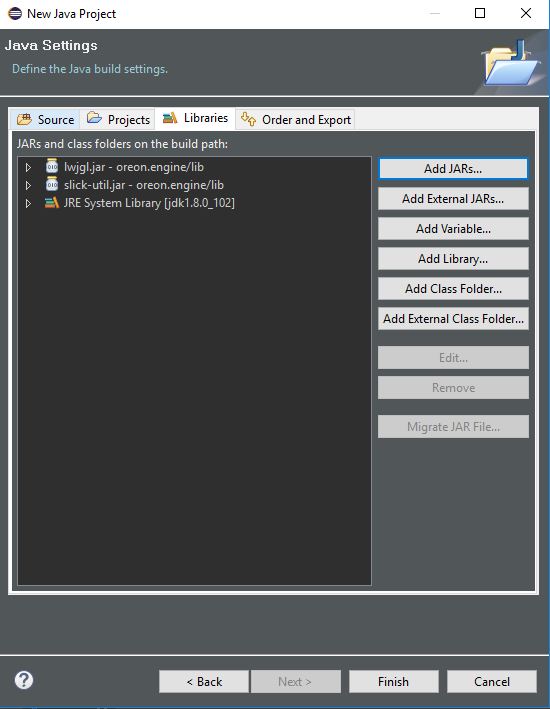 New Java Project
Java Settings
Define the Java build settings.
Source Projects Libraries Order and Export
JARs and class folders on the build path:
lwjgl.jar - oreon.engine/lib
slick-util.jar - oreon.engine/lib
JRE System Library [jdk1.8.0_102]
Add JARs...
Add External JARs...
Add Variable...
Add Library...
Add Class Folder...
Add External Class Folder...
Edit...
Remove
Migrate JAR File...
< Back Next > Finish Cancel